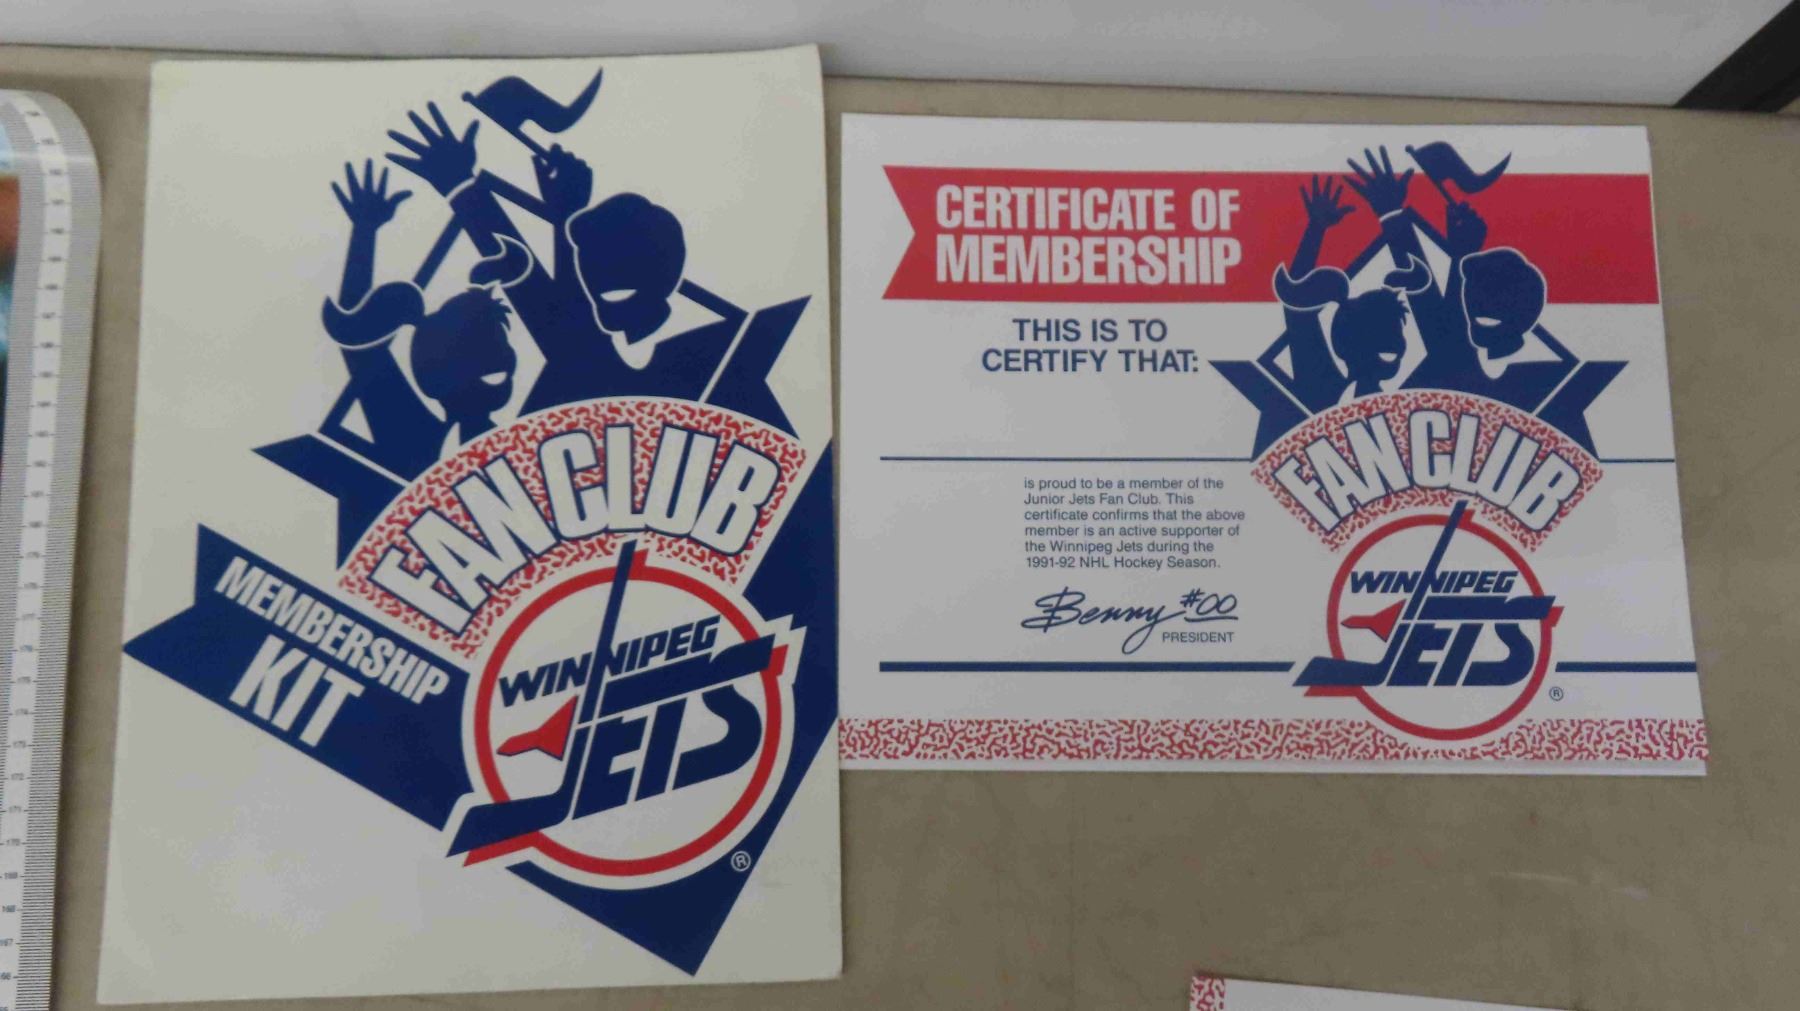 FAN CLUB
MEMBERSHIP
KIT
WINNIPEG
JETS
®
CERTIFICATE OF
MEMBERSHIP
THIS IS TO
CERTIFY THAT:
is proud to be a member of the
Junior Jets Fan Club. This
certificate confirms that the above
member is an active supporter of
the Winnipeg Jets during the
1991-92 NHL Hockey Season.
Benny #00
PRESIDENT
FAN CLUB
WINNIPEG
JETS
®